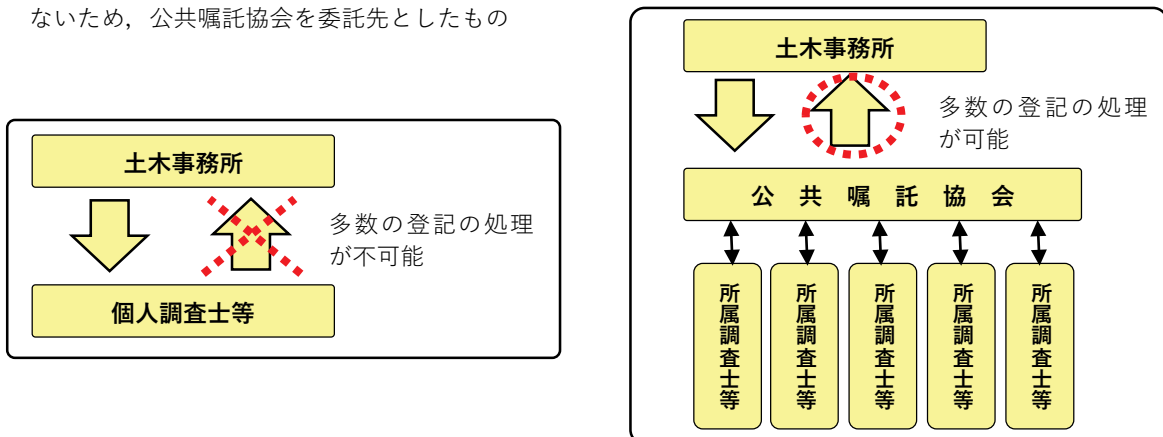 ないため，公共嘱託協会を委託先としたもの
土木事務所
多数の登記の処理
が不可能
個人調査士等
土木事務所
多数の登記の処理
が可能
公共嘱託協会
所属調査士等
所属調査士等
所属調査士等
所属調査士等
所属調査士等